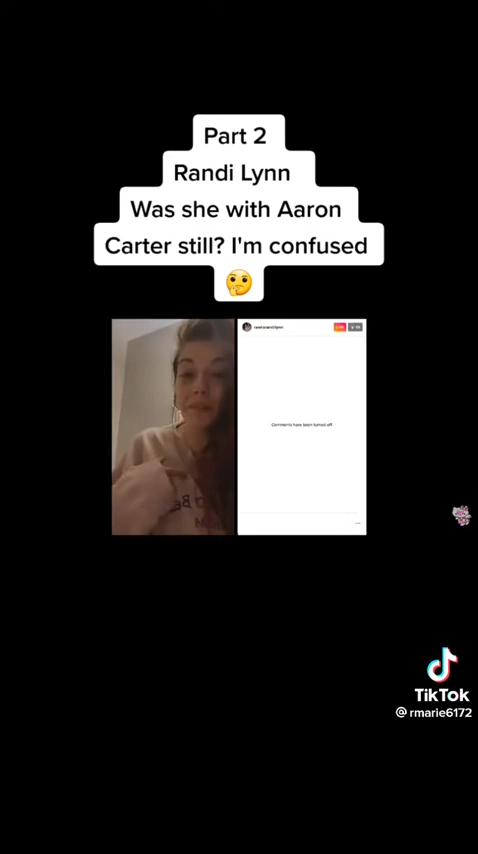 Part 2
Randi Lynn
Was she with Aaron
Carter still? I'm confused
🤔
Comments have been turned off
TikTok
@rmarie6172